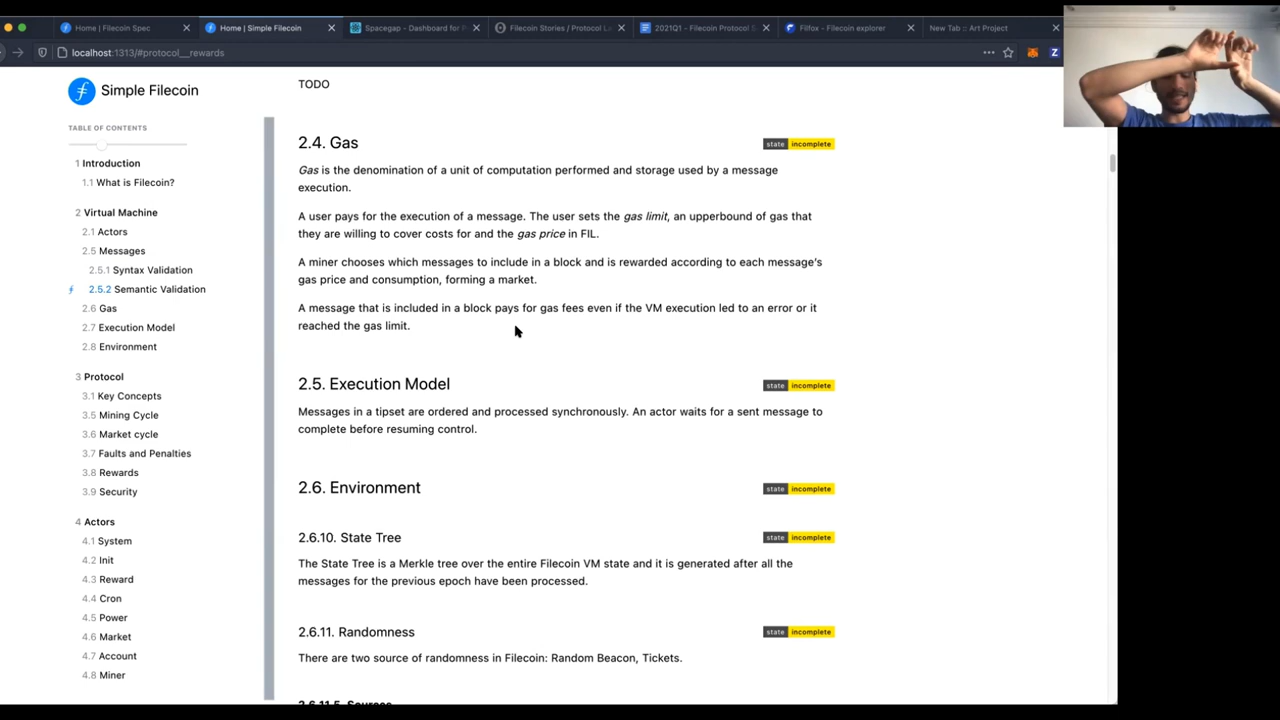 Home | Filecoin Spec
Home | Simple Filecoin
Spacegap - Dashboard for F
Filecoin Stories / Protocol La
2021Q1 - Filecoin Protocol S
Filfox - Filecoin explorer
New Tab :: Art Project
localhost:1313/#protocol__rewards
Z
Simple Filecoin
TABLE OF CONTENTS
1 Introduction
1.1 What is Filecoin?
2 Virtual Machine
2.1 Actors
2.5 Messages
2.5.1 Syntax Validation
2.5.2 Semantic Validation
2.6 Gas
2.7 Execution Model
2.8 Environment
3 Protocol
3.1 Key Concepts
3.5 Mining Cycle
3.6 Market cycle
3.7 Faults and Penalties
3.8 Rewards
3.9 Security
4 Actors
4.1 System
4.2 Init
4.3 Reward
4.4 Cron
4.5 Power
4.6 Market
4.7 Account
4.8 Miner
TODO
2.4. Gas
state incomplete
Gas is the denomination of a unit of computation performed and storage used by a message
execution.
A user pays for the execution of a message. The user sets the gas limit, an upperbound of gas that
they are willing to cover costs for and the gas price in FIL.
A miner chooses which messages to include in a block and is rewarded according to each message's
gas price and consumption, forming a market.
A message that is included in a block pays for gas fees even if the VM execution led to an error or it
reached the gas limit.
2.5. Execution Model
state incomplete
Messages in a tipset are ordered and processed synchronously. An actor waits for a sent message to
complete before resuming control.
2.6. Environment
state incomplete
2.6.10. State Tree
state incomplete
The State Tree is a Merkle tree over the entire Filecoin VM state and it is generated after all the
messages for the previous epoch have been processed.
2.6.11. Randomness
state incomplete
There are two source of randomness in Filecoin: Random Beacon, Tickets.
2.6.11.5. Sources